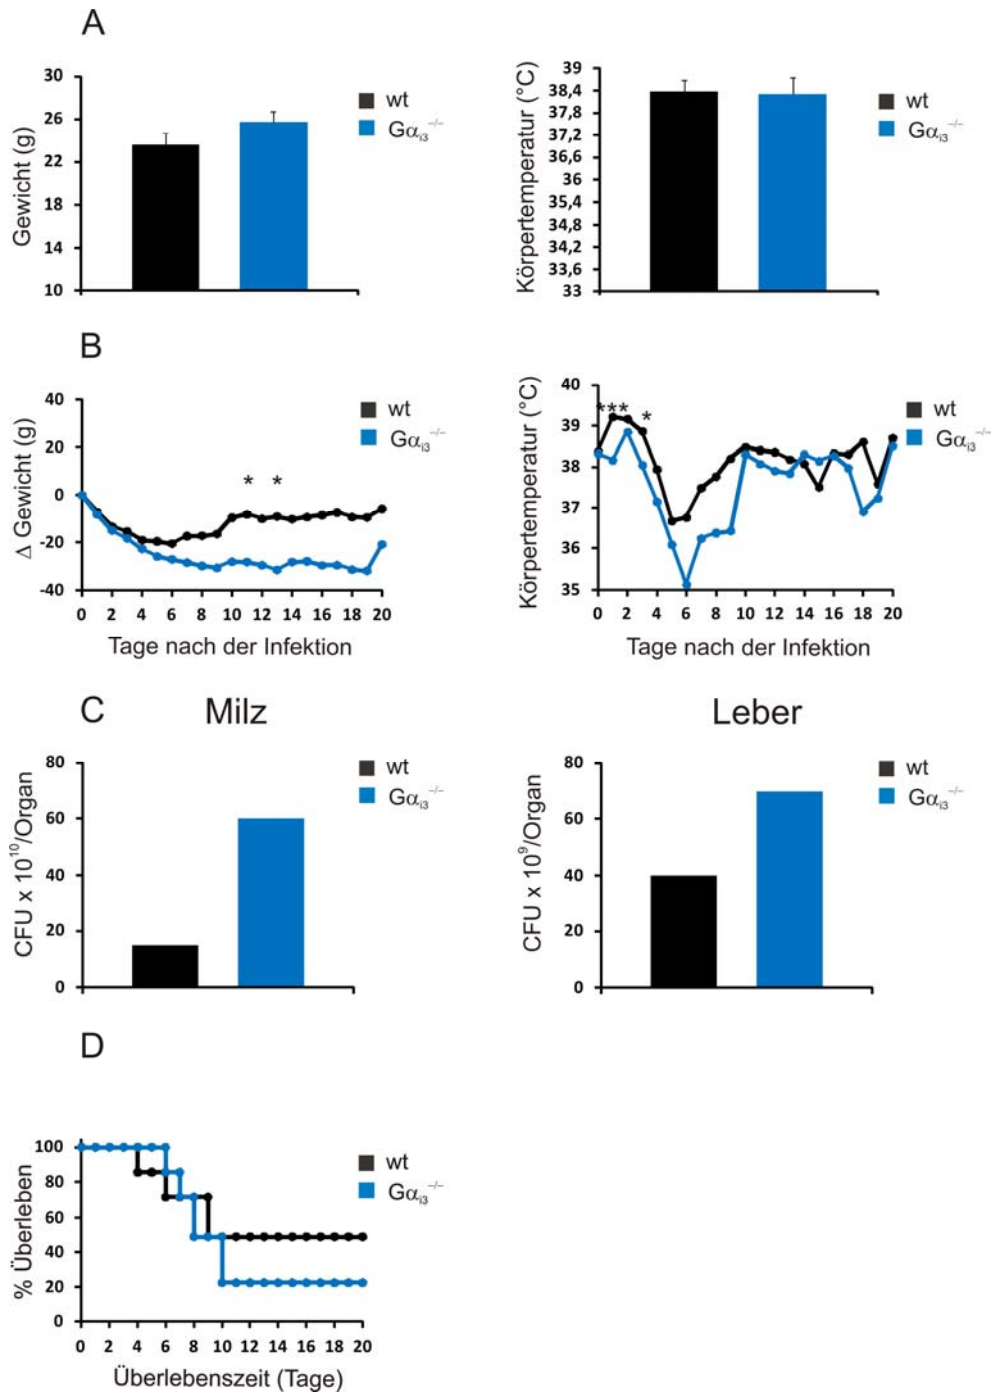 A
Gewicht (g)
30
26
22
18
14
10
wt
Gαi3−/−
Körpertemperatur (°C)
39
38,4
37,8
37,2
36,6
36
35,4
34,8
34,2
33,6
33
wt
Gαi3−/−
B
Δ Gewicht (g)
40
20
0
-20
-40
* *
wt
Gαi3−/−
0 2 4 6 8 10 12 14 16 18 20
Tage nach der Infektion
Körpertemperatur (°C)
40
39
38
37
36
35
*** *
wt
Gαi3−/−
0 2 4 6 8 10 12 14 16 18 20
Tage nach der Infektion
C
Milz
CFU x 10^10/Organ
80
60
40
20
0
wt
Gαi3−/−
Leber
CFU x 10^9/Organ
80
60
40
20
0
wt
Gαi3−/−
D
% Überleben
100
80
60
40
20
0
wt
Gαi3−/−
0 2 4 6 8 10 12 14 16 18 20
Überlebenszeit (Tage)